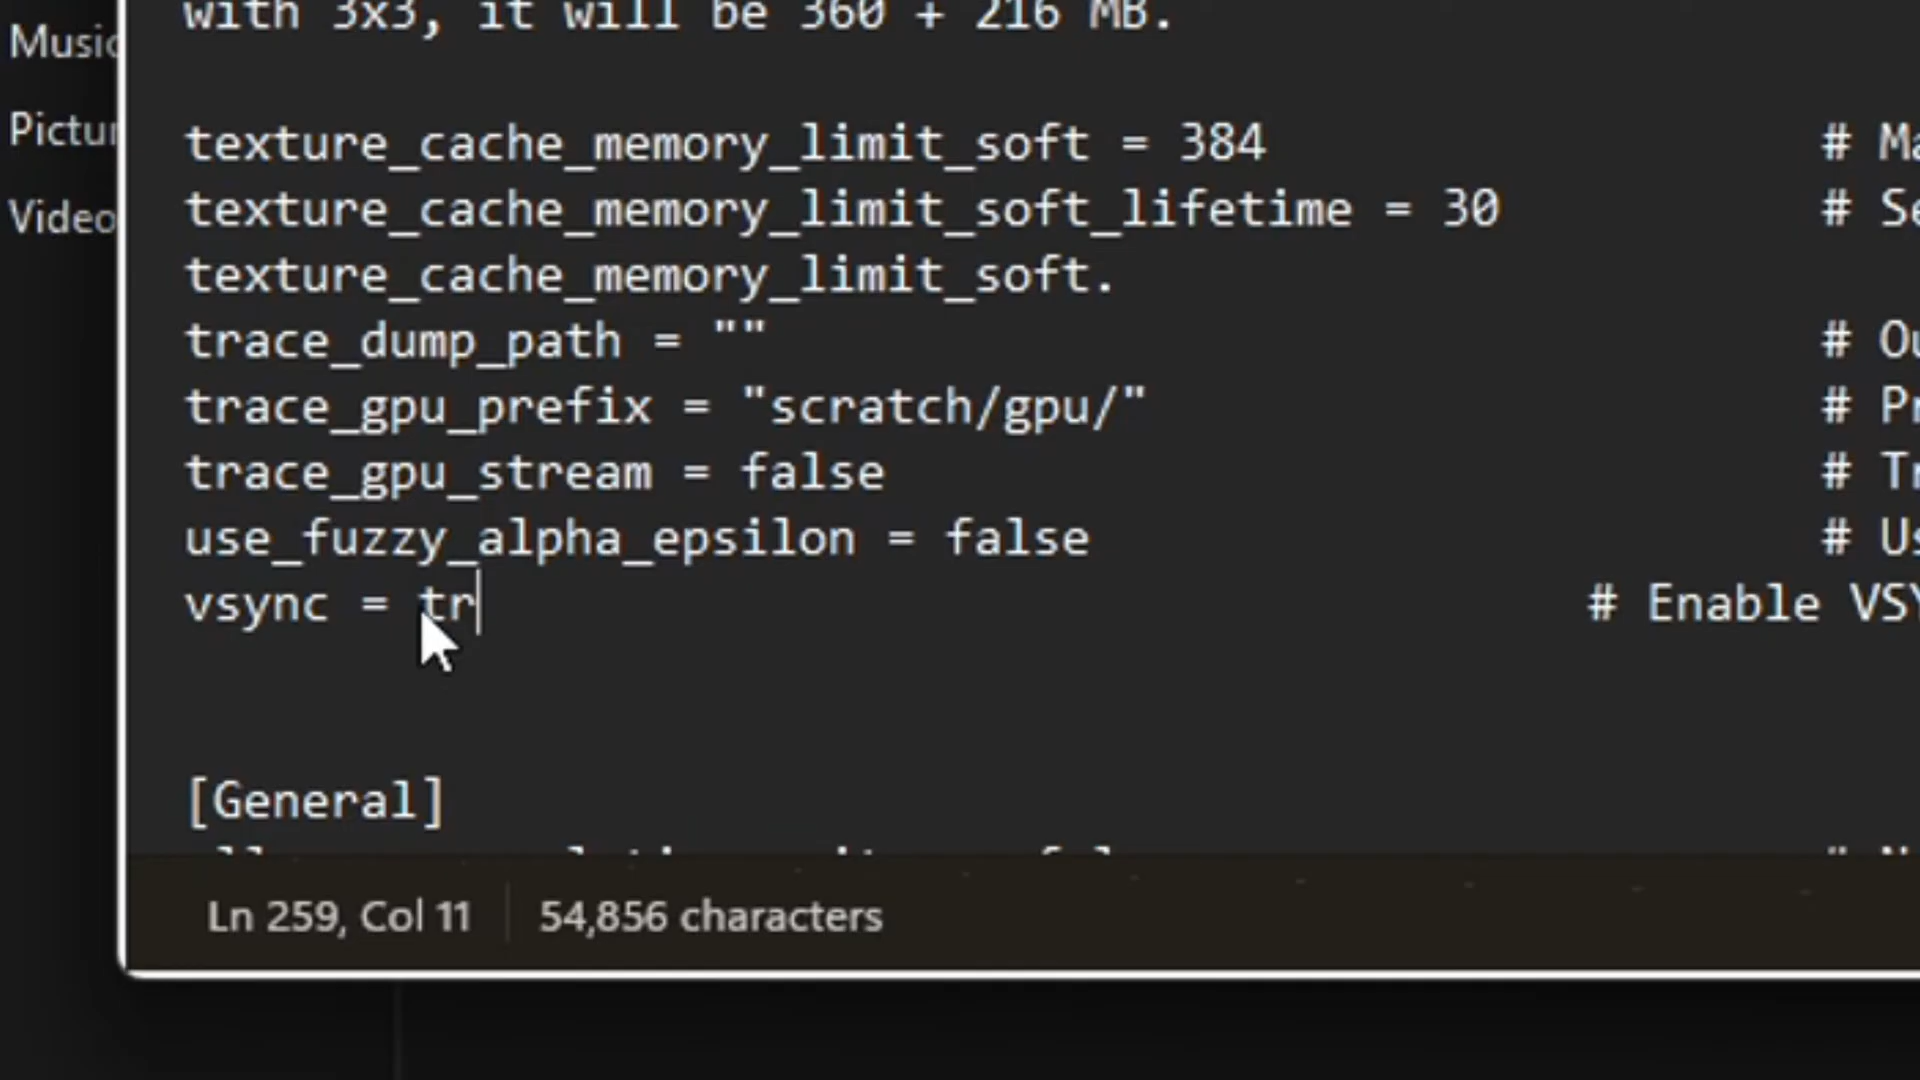 Music
Pictur
Video
with 3x3, it will be 360 + 216 MB.
texture_cache_memory_limit_soft = 384 # Ma
texture_cache_memory_limit_soft_lifetime = 30 # Se
texture_cache_memory_limit_soft.
trace_dump_path = "" # Ou
trace_gpu_prefix = "scratch/gpu/" # Pr
trace_gpu_stream = false # Tr
use_fuzzy_alpha_epsilon = false # Us
vsync = tr # Enable VSY
[General]
Ln 259, Col 11 54,856 characters